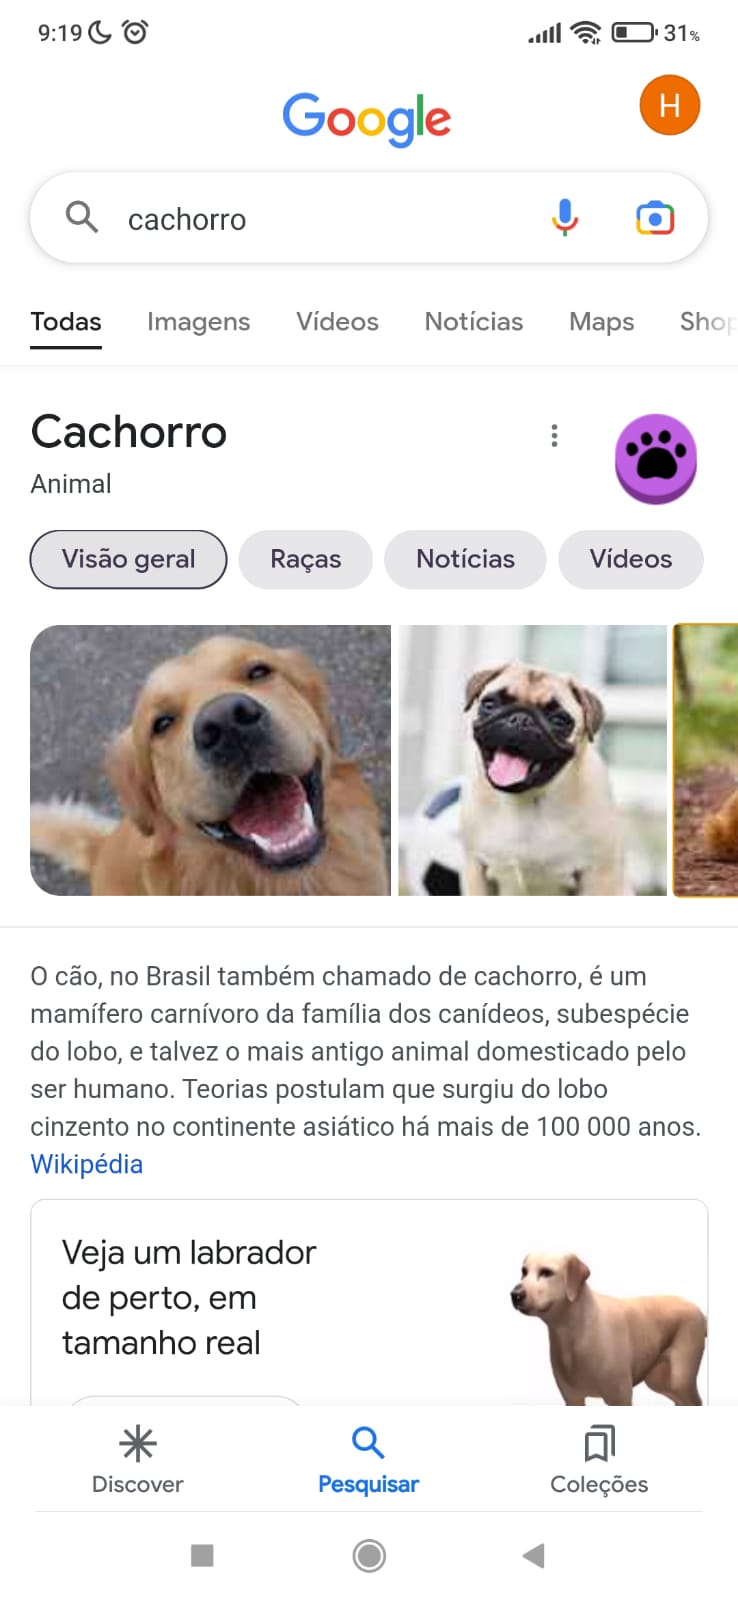 9:19 31%
Google
H
cachorro
Todas Imagens Vídeos Notícias Maps Shop
Cachorro
Animal
Visão geral Raças Notícias Vídeos
O cão, no Brasil também chamado de cachorro, é um
mamífero carnívoro da família dos canídeos, subespécie
do lobo, e talvez o mais antigo animal domesticado pelo
ser humano. Teorias postulam que surgiu do lobo
cinzento no continente asiático há mais de 100 000 anos.
Wikipédia
Veja um labrador
de perto, em
tamanho real
Discover Pesquisar Coleções